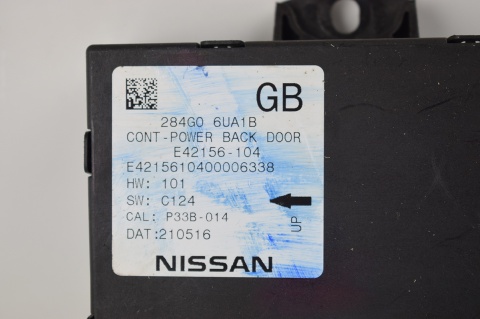 GB
284G0 6UA1B
CONT-POWER BACK DOOR
E42156-104
E4215610400006338
HW: 101
SW: C124
CAL: P33B-014
UP
DAT:210516
NISSAN